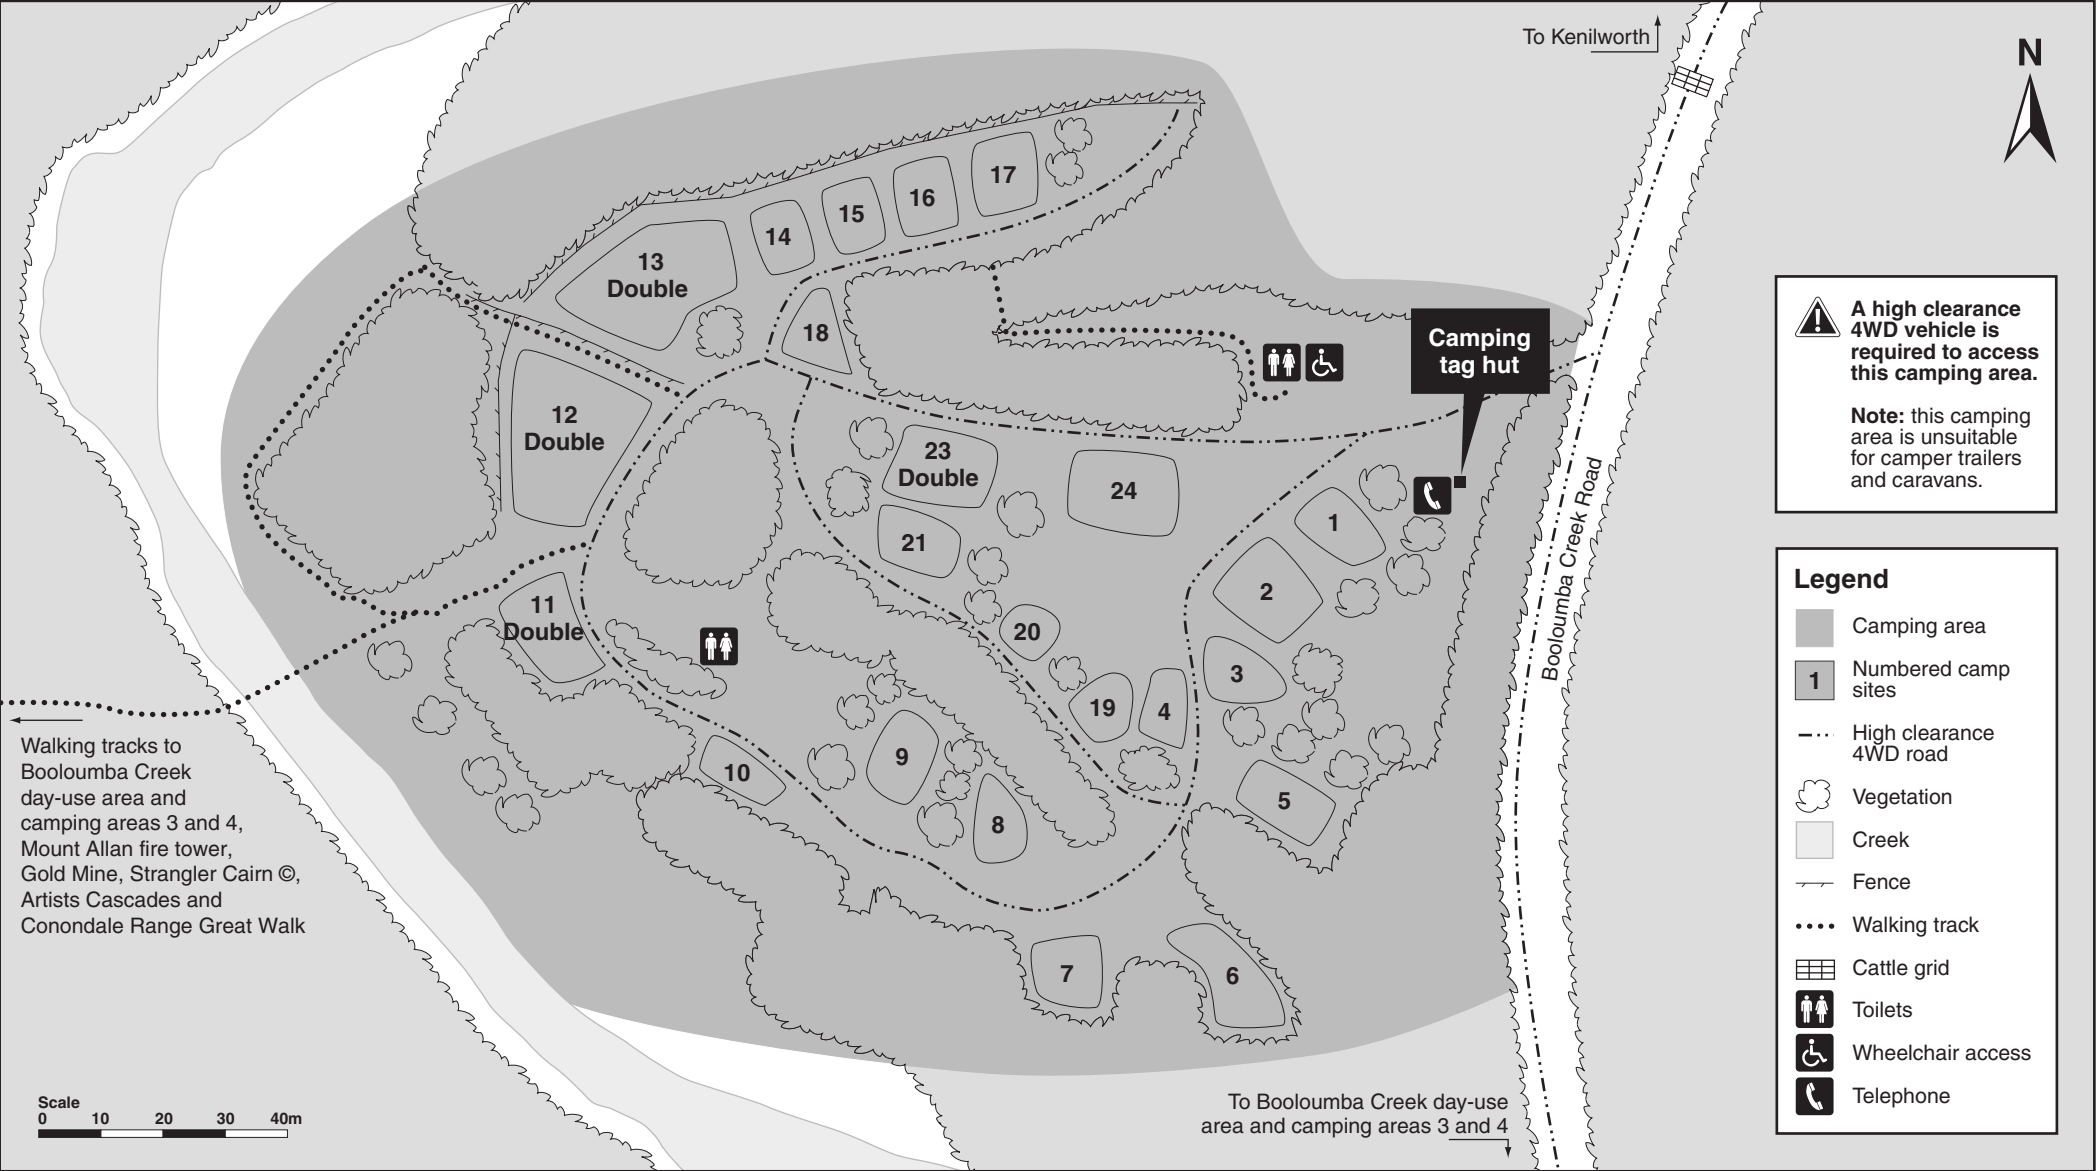 To Kenilworth
N
17
16
15
14
13
Double
18
Camping
tag hut
12
Double
23
Double
24
21
1
2
11
Double
20
3
19
4
9
10
5
8
7
6
Booloumba Creek Road
Walking tracks to
Booloumba Creek
day-use area and
camping areas 3 and 4,
Mount Allan fire tower,
Gold Mine, Strangler Cairn ©,
Artists Cascades and
Conondale Range Great Walk
Scale
0 10 20 30 40m
To Booloumba Creek day-use
area and camping areas 3 and 4
A high clearance
4WD vehicle is
required to access
this camping area.
Note: this camping
area is unsuitable
for camper trailers
and caravans.
Legend
Camping area
1 Numbered camp
sites
High clearance
4WD road
Vegetation
Creek
Fence
Walking track
Cattle grid
Toilets
Wheelchair access
Telephone